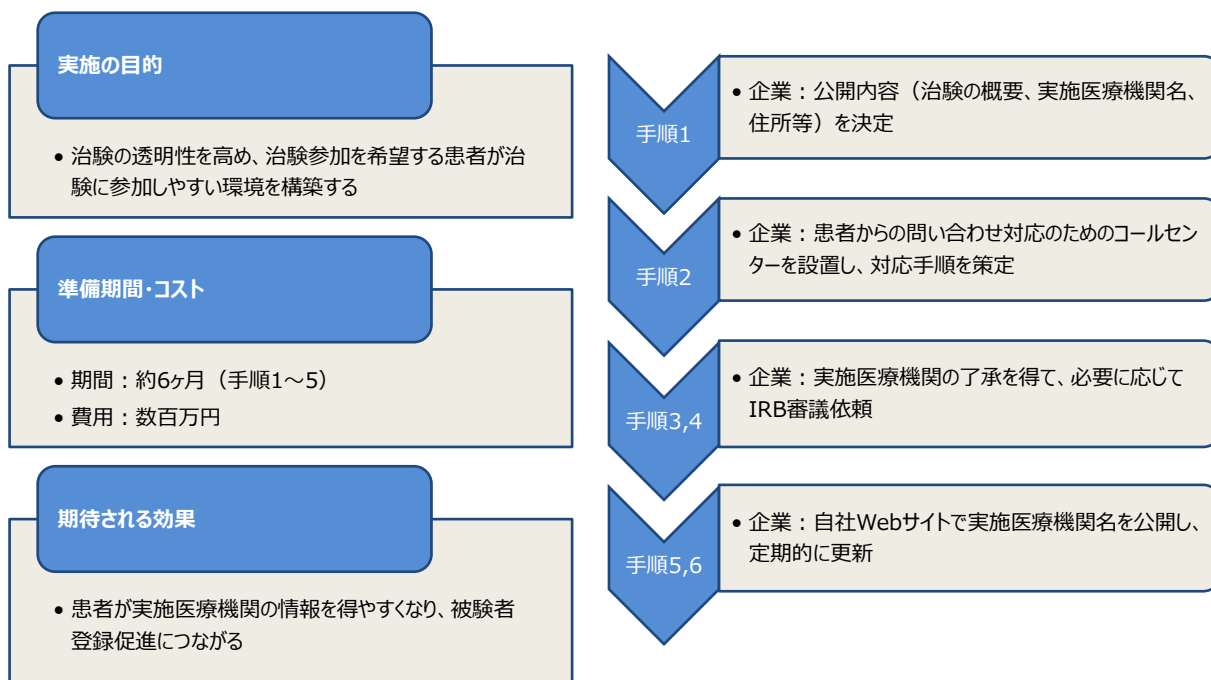 実施の目的
• 治験の透明性を高め、治験参加を希望する患者が治
験に参加しやすい環境を構築する
準備期間・コスト
• 期間：約6ヶ月（手順1～5）
• 費用：数百万円
期待される効果
• 患者が実施医療機関の情報を得やすくなり、被験者
登録促進につながる
手順1
• 企業：公開内容（治験の概要、実施医療機関名、
住所等）を決定
手順2
• 企業：患者からの問い合わせ対応のためのコールセン
ターを設置し、対応手順を策定
手順3,4
• 企業：実施医療機関の了承を得て、必要に応じて
IRB審議依頼
手順5,6
• 企業：自社Webサイトで実施医療機関名を公開し、
定期的に更新